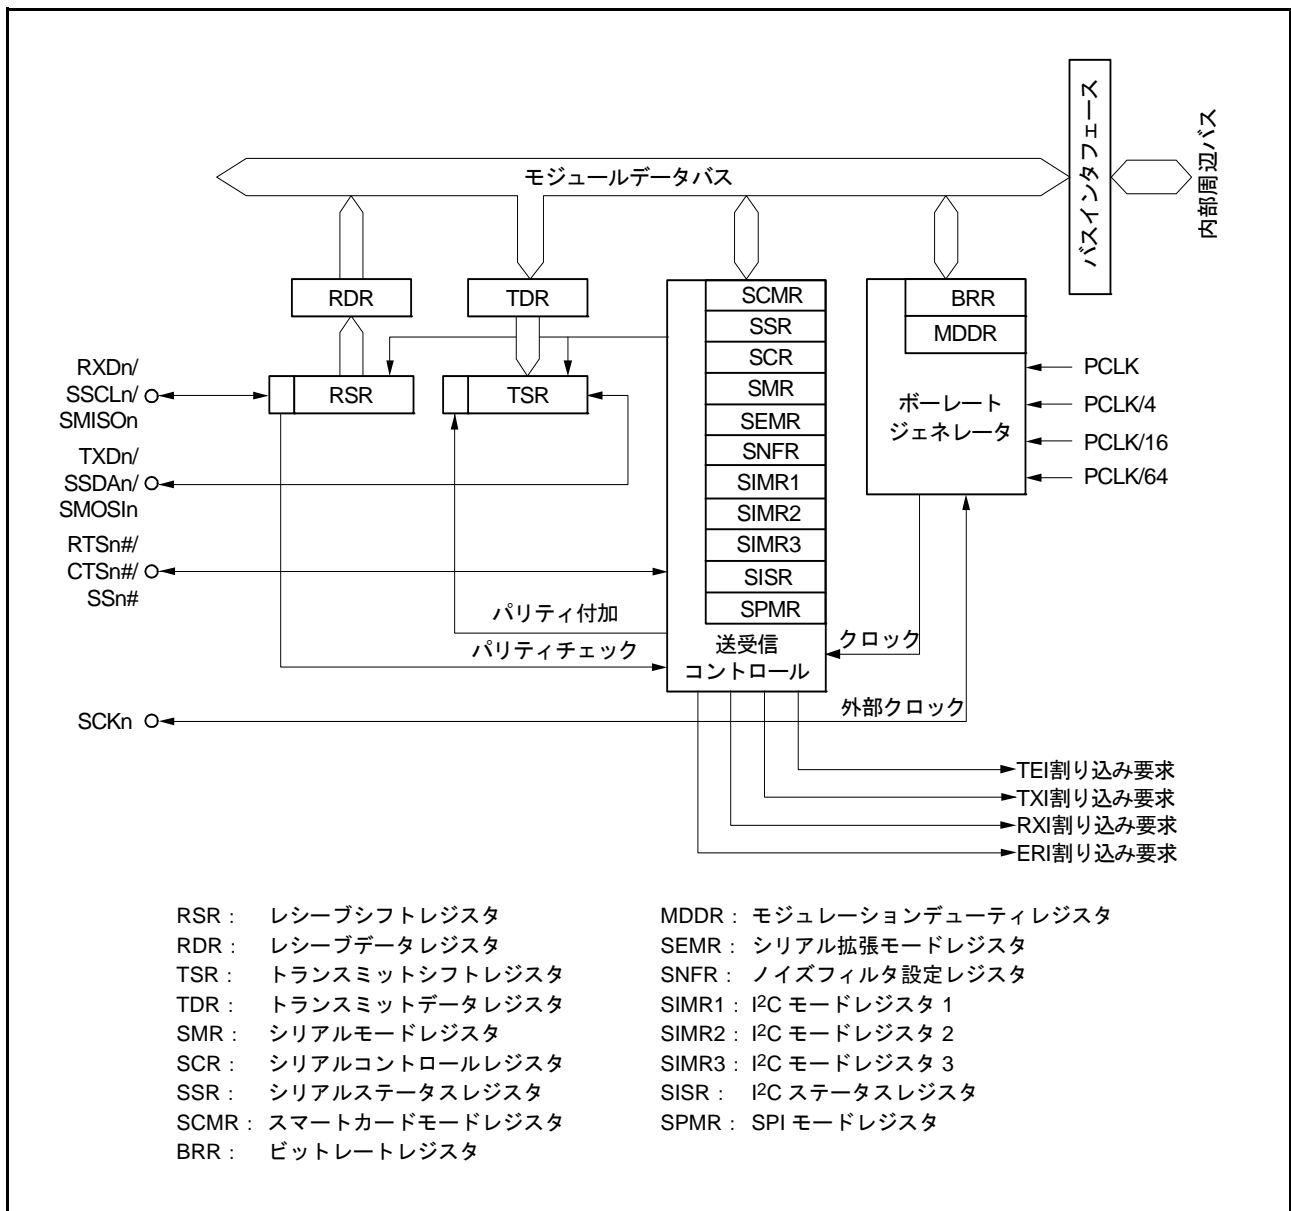 モジュールデータバス
バスインタフェース
内部周辺バス
RDR
TDR
RSR
TSR
SCMR
SSR
SCR
SMR
SEMR
SNFR
SIMR1
SIMR2
SIMR3
SISR
SPMR
送受信
コントロール
BRR
MDDR
ボーレート
ジェネレータ
PCLK
PCLK/4
PCLK/16
PCLK/64
RXDn/
SSCLn/
SMISOn
TXDn/
SSDAn/
SMOSIn
RTSn#/
CTSn#/
SSn#
パリティ付加
パリティチェック
クロック
SCKn
外部クロック
TEI割り込み要求
TXI割り込み要求
RXI割り込み要求
ERI割り込み要求
RSR： レシーブシフトレジスタ
RDR： レシーブデータレジスタ
TSR： トランスミットシフトレジスタ
TDR： トランスミットデータレジスタ
SMR： シリアルモードレジスタ
SCR： シリアルコントロールレジスタ
SSR： シリアルステータスレジスタ
SCMR： スマートカードモードレジスタ
BRR： ビットレートレジスタ
MDDR： モジュレーションデューティレジスタ
SEMR： シリアル拡張モードレジスタ
SNFR： ノイズフィルタ設定レジスタ
SIMR1： I²C モードレジスタ 1
SIMR2： I²C モードレジスタ 2
SIMR3： I²C モードレジスタ 3
SISR： I²C ステータスレジスタ
SPMR： SPI モードレジスタ